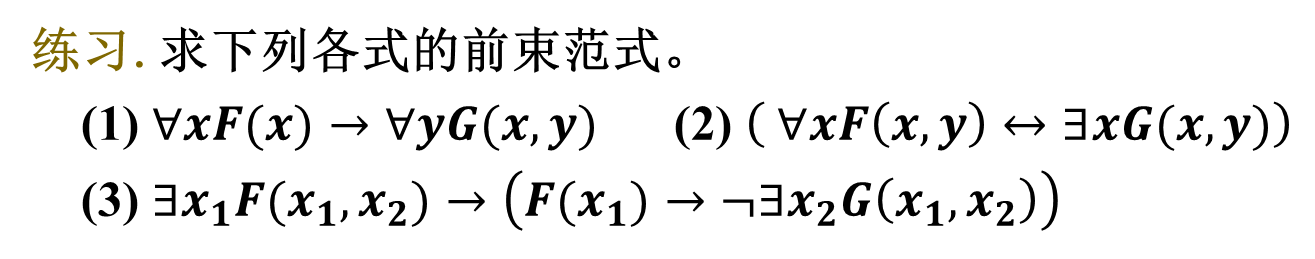 练习. 求下列各式的前束范式。
(1) ∀xF(x) → ∀yG(x, y) (2) ( ∀xF(x, y) ↔ ∃xG(x, y))
(3) ∃x₁F(x₁, x₂) → (F(x₁) → ¬∃x₂G(x₁, x₂))